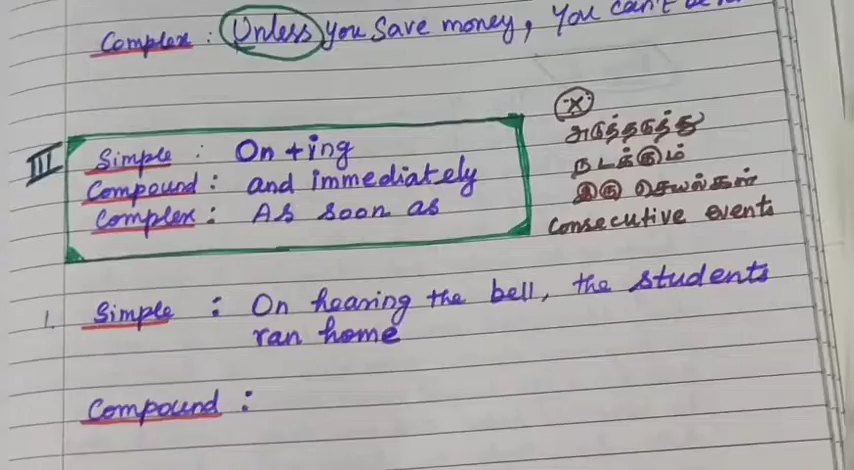 Complex : Unless you save money, you can't
III
Simple : On + ing
Compound : and immediately
Complex : As soon as
(x)
அடுத்தடுத்து
நடக்கும்
இரு செயல்கள்
consecutive events
1. Simple : On hearing the bell, the students
ran home
Compound :